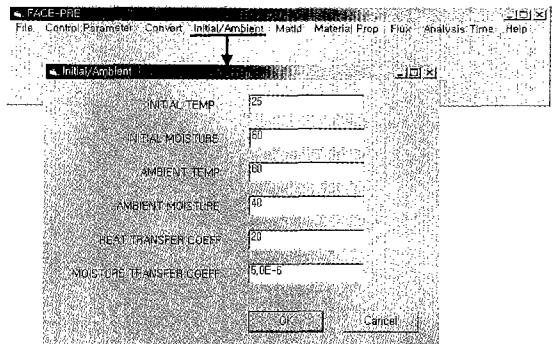 FACE-PRE
File Control Parameter Convert Initial/Ambient MatId Material Prop Flux Analysis Time Help
Initial/Ambient
INITIAL TEMP 25
INITIAL MOISTURE 60
AMBIENT TEMP 60
AMBIENT MOISTURE 40
HEAT TRANSFER COEFF 20
MOISTURE TRANSFER COEFF 5.0E-6
OK Cancel